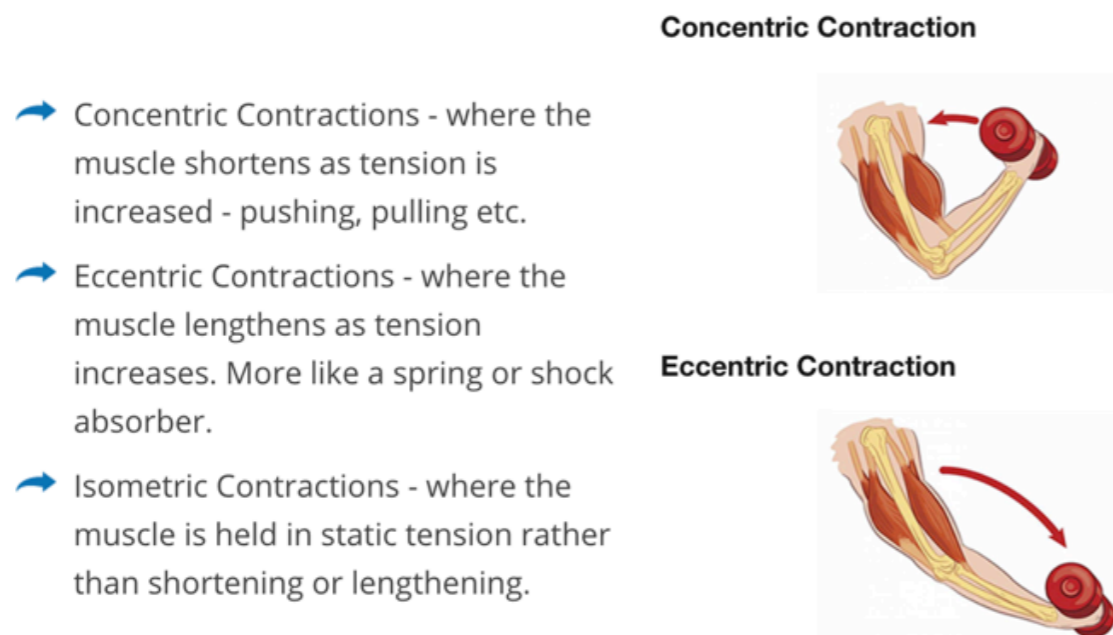 Concentric Contraction
Concentric Contractions - where the
muscle shortens as tension is
increased - pushing, pulling etc.
Eccentric Contractions - where the
muscle lengthens as tension
increases. More like a spring or shock
absorber.
Eccentric Contraction
Isometric Contractions - where the
muscle is held in static tension rather
than shortening or lengthening.